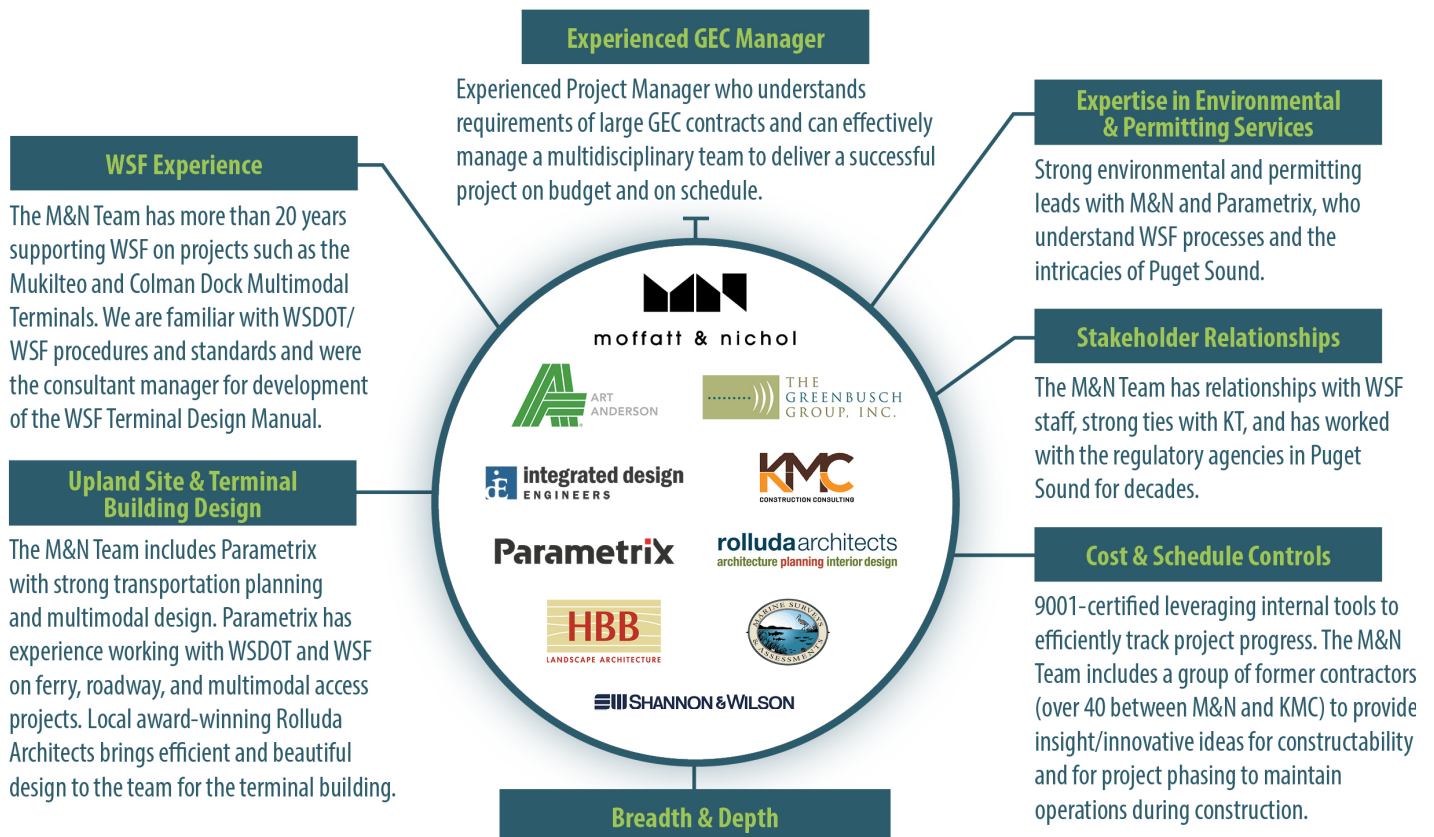 Experienced GEC Manager
Experienced Project Manager who understands
requirements of large GEC contracts and can effectively
manage a multidisciplinary team to deliver a successful
project on budget and on schedule.
WSF Experience
The M&N Team has more than 20 years
supporting WSF on projects such as the
Mukilteo and Colman Dock Multimodal
Terminals. We are familiar with WSDOT/
WSF procedures and standards and were
the consultant manager for development
of the WSF Terminal Design Manual.
Upland Site & Terminal
Building Design
The M&N Team includes Parametrix
with strong transportation planning
and multimodal design. Parametrix has
experience working with WSDOT and WSF
on ferry, roadway, and multimodal access
projects. Local award-winning Rolluda
Architects brings efficient and beautiful
design to the team for the terminal building.
moffatt & nichol
ART
ANDERSON
THE
GREENBUSCH
GROUP, INC.
integrated design
ENGINEERS
KMC
CONSTRUCTION CONSULTING
Parametrix
rolludaarchitects
architecture planning interior design
HBB
LANDSCAPE ARCHITECTURE
MARINE SURVEYS
& ASSESSMENTS
SHANNON & WILSON
Expertise in Environmental
& Permitting Services
Strong environmental and permitting
leads with M&N and Parametrix, who
understand WSF processes and the
intricacies of Puget Sound.
Stakeholder Relationships
The M&N Team has relationships with WSF
staff, strong ties with KT, and has worked
with the regulatory agencies in Puget
Sound for decades.
Cost & Schedule Controls
9001-certified leveraging internal tools to
efficiently track project progress. The M&N
Team includes a group of former contractors
(over 40 between M&N and KMC) to provide
insight/innovative ideas for constructability
and for project phasing to maintain
operations during construction.
Breadth & Depth